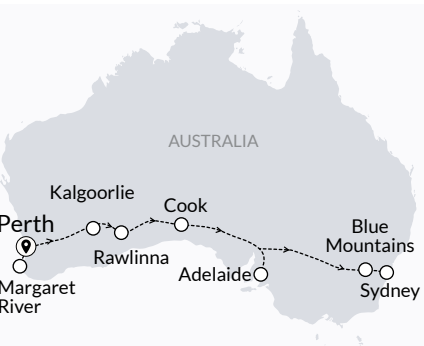 AUSTRALIA
Kalgoorlie
Cook
Perth
Blue
Mountains
Rawlinna
Adelaide
Margaret
River
Sydney